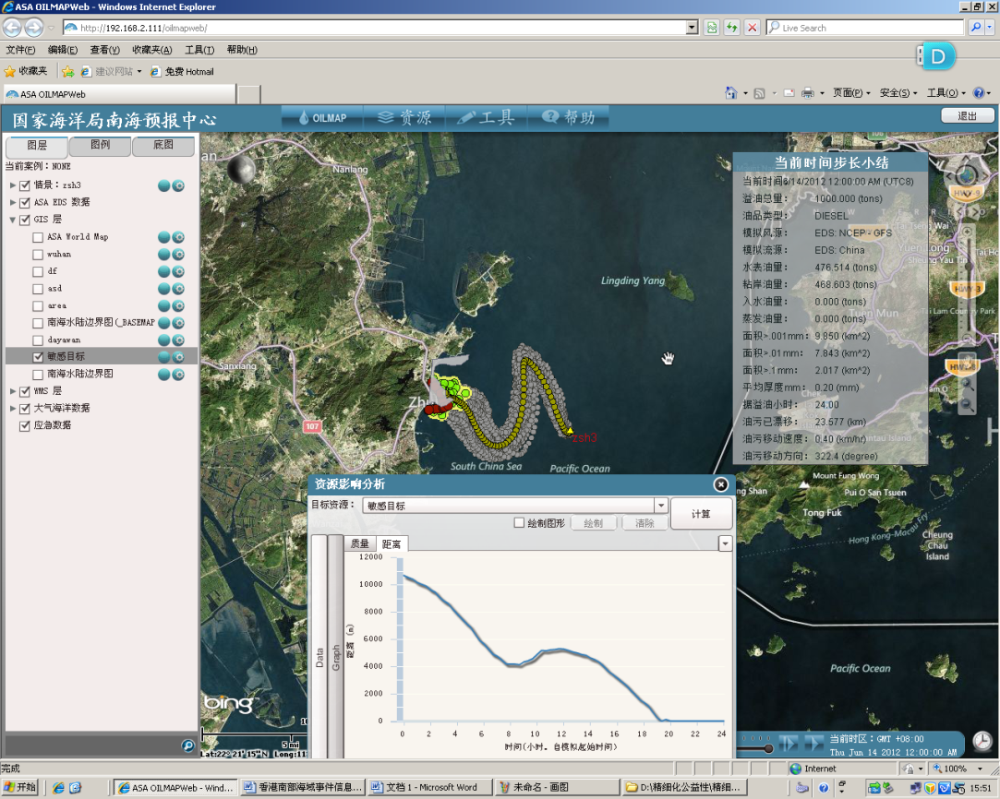 ASA OILMAPWeb - Windows Internet Explorer
http://192.168.2.111/oilmapweb/
Live Search
文件(F) 编辑(E) 查看(V) 收藏夹(A) 工具(T) 帮助(H)
D
收藏夹 建议网站 免费 Hotmail
ASA OILMAPWeb
页面(P) 安全(S) 工具(O)
国家海洋局南海预报中心
OILMAP 资源 工具 帮助
退出
图层 图例 底图
当前案例：NONE
情景：zsh3
ASA EDS 数据
GIS 层
ASA World Map
wuhan
df
asd
area
南海水陆边界图(_BASEMAP
dayawan
敏感目标
南海水陆边界图
WMS 层
大气海洋数据
应急数据
Nanlang
Lingding Yang
Sanxiang
107
Zh
zsh3
South China Sea
Pacific Ocean
当前时间步长小结
当前时间6/14/2012 12:00:00 AM (UTC8)
溢油总量： 1000.000 (tons)
油品类型： DIESEL
模拟风源： EDS: NCEP - GFS
模拟流源： EDS: China
水表油量： 476.514 (tons)
粘岸油量： 468.603 (tons)
入水油量： 0.000 (tons)
蒸发油量： 0.000 (tons)
面积>.001mm： 9.850 (km^2)
面积>.01mm： 7.843 (km^2)
面积>.1mm： 2.017 (km^2)
平均厚度mm： 0.20 (mm)
据溢油小时： 24.00
油污已漂移： 23.577 (km)
油污移动速度： 0.40 (km/hr)
油污移动方向： 322.4 (degree)
HWY-9
Tai Tseng Wai
Yuen Long
Sheung Yau Tin
HWY-3
Tuen Mun
Lam Country Park
Lantau Island
Mount Fung Wong
ng Shan
Pui O San Tsuen
Tong Fuk
Hong Kong-Macau Fry
Cheung Chau Island
Pacific Ocean
资源影响分析
目标资源： 敏感目标
计算
绘制图形 绘制 清除
质量 距离
Data
Graph
距离 (m)
12000
10000
8000
6000
4000
2000
0
0 2 4 6 8 10 12 14 16 18 20 22 24
时间(小时。自模拟起始时间)
bing
5 mi
Lat:22°21'15"N Long:11
当前时区：GMT +08:00
Thu Jun 14 2012 12:00:00 AM
完成
Internet
100%
开始
ASA OILMAPWeb - Wind...
香港南部海域事件信息...
文档 1 - Microsoft Word
未命名 - 画图
D:\精细化公益性\精细...
15:51